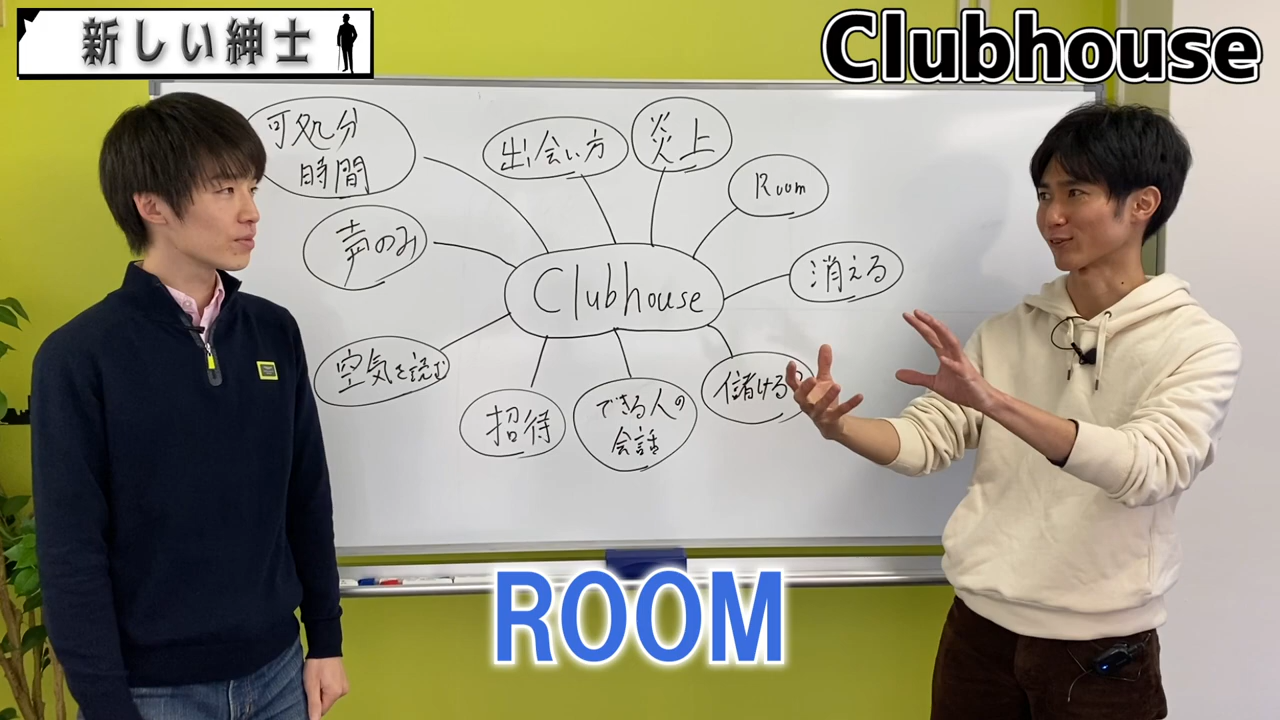 新しい紳士
Clubhouse
可処分
時間
出会い方
炎上
Room
声のみ
消える
Clubhouse
空気を読む
招待
できる人の
会話
儲ける?
ROOM